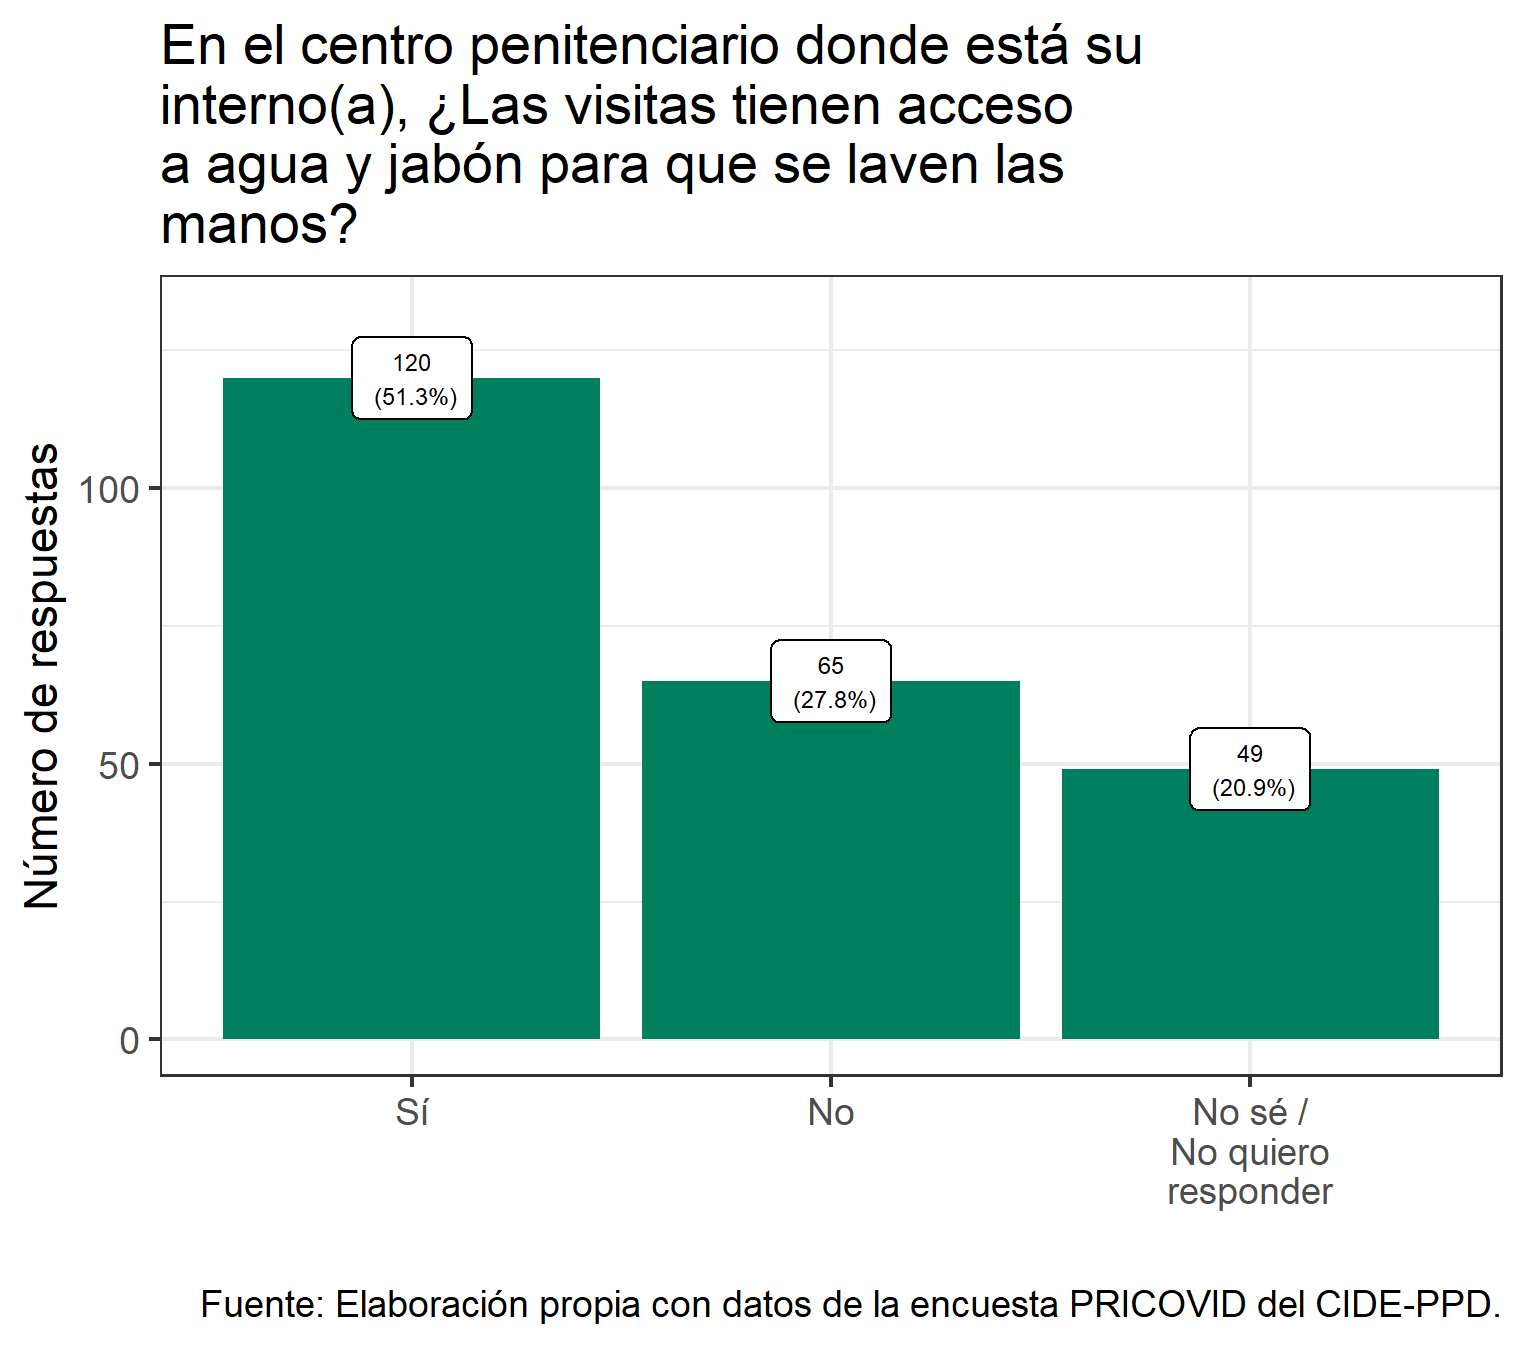 En el centro penitenciario donde está su
interno(a), ¿Las visitas tienen acceso
a agua y jabón para que se laven las
manos?
Número de respuestas
100
50
0
120
(51.3%)
65
(27.8%)
49
(20.9%)
Sí
No
No sé /
No quiero
responder
Fuente: Elaboración propia con datos de la encuesta PRICOVID del CIDE-PPD.